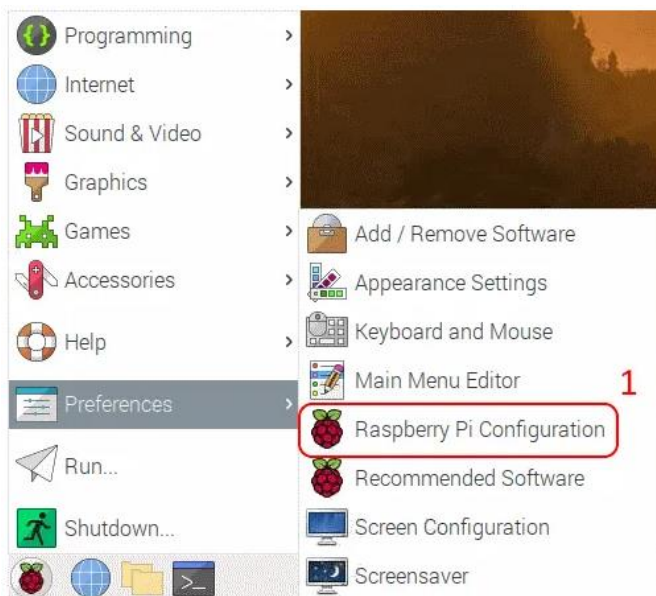 Programming
Internet
Sound & Video
Graphics
Games
Accessories
Help
Preferences
Run...
Shutdown...
Add / Remove Software
Appearance Settings
Keyboard and Mouse
Main Menu Editor
1
Raspberry Pi Configuration
Recommended Software
Screen Configuration
Screensaver
>_